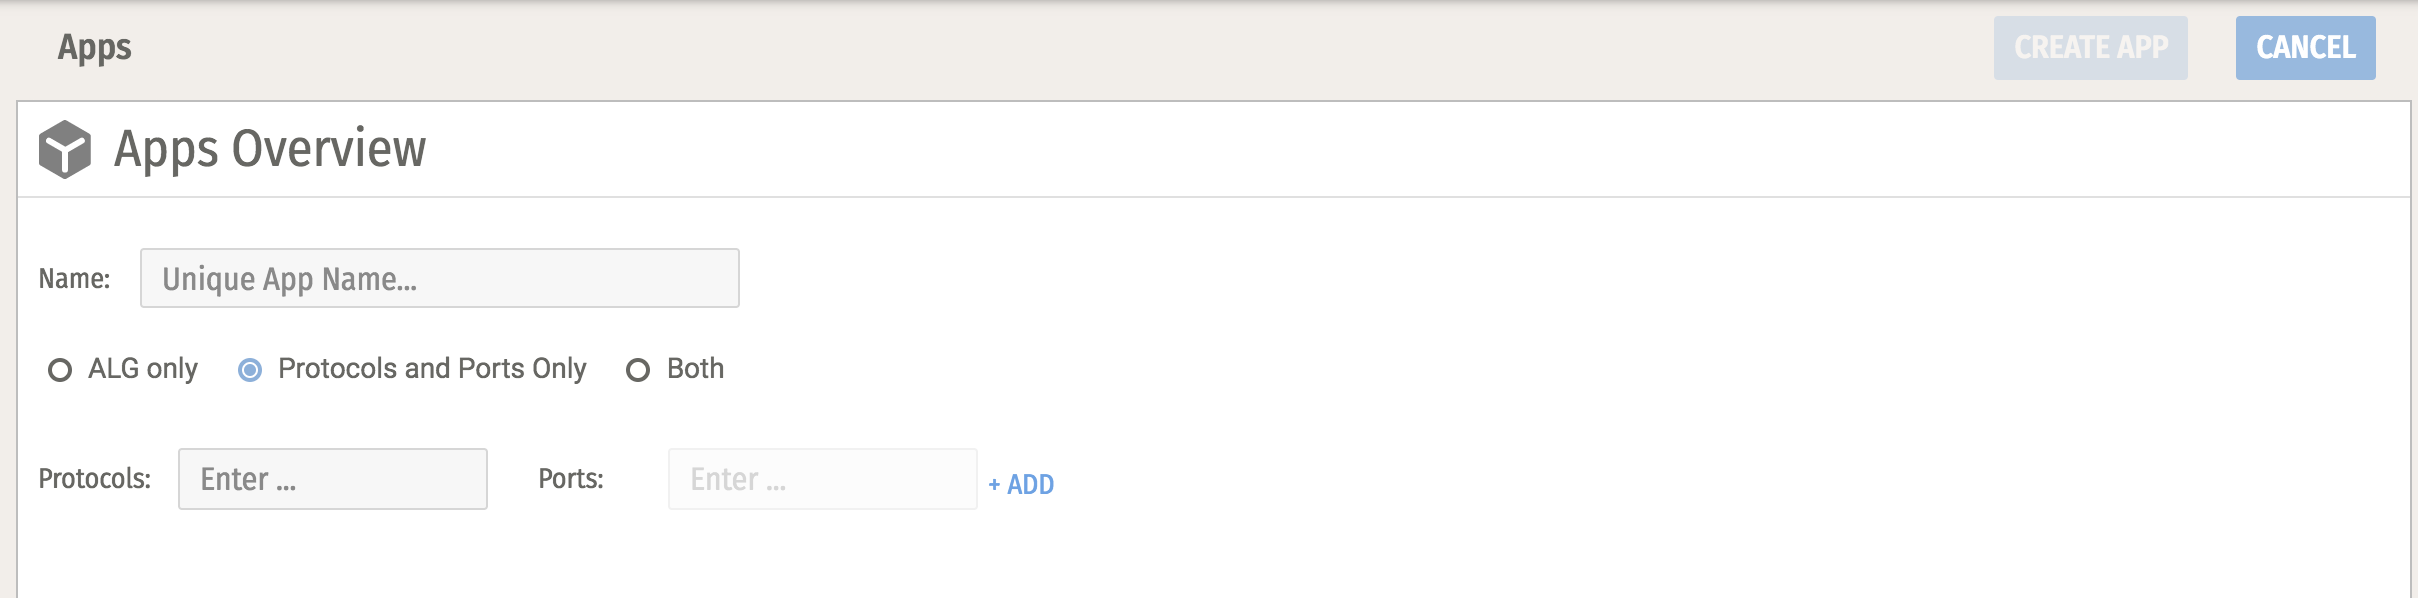 Apps
CREATE APP
CANCEL
Apps Overview
Name:
Unique App Name...
ALG only
Protocols and Ports Only
Both
Protocols:
Enter ...
Ports:
Enter ...
+ ADD